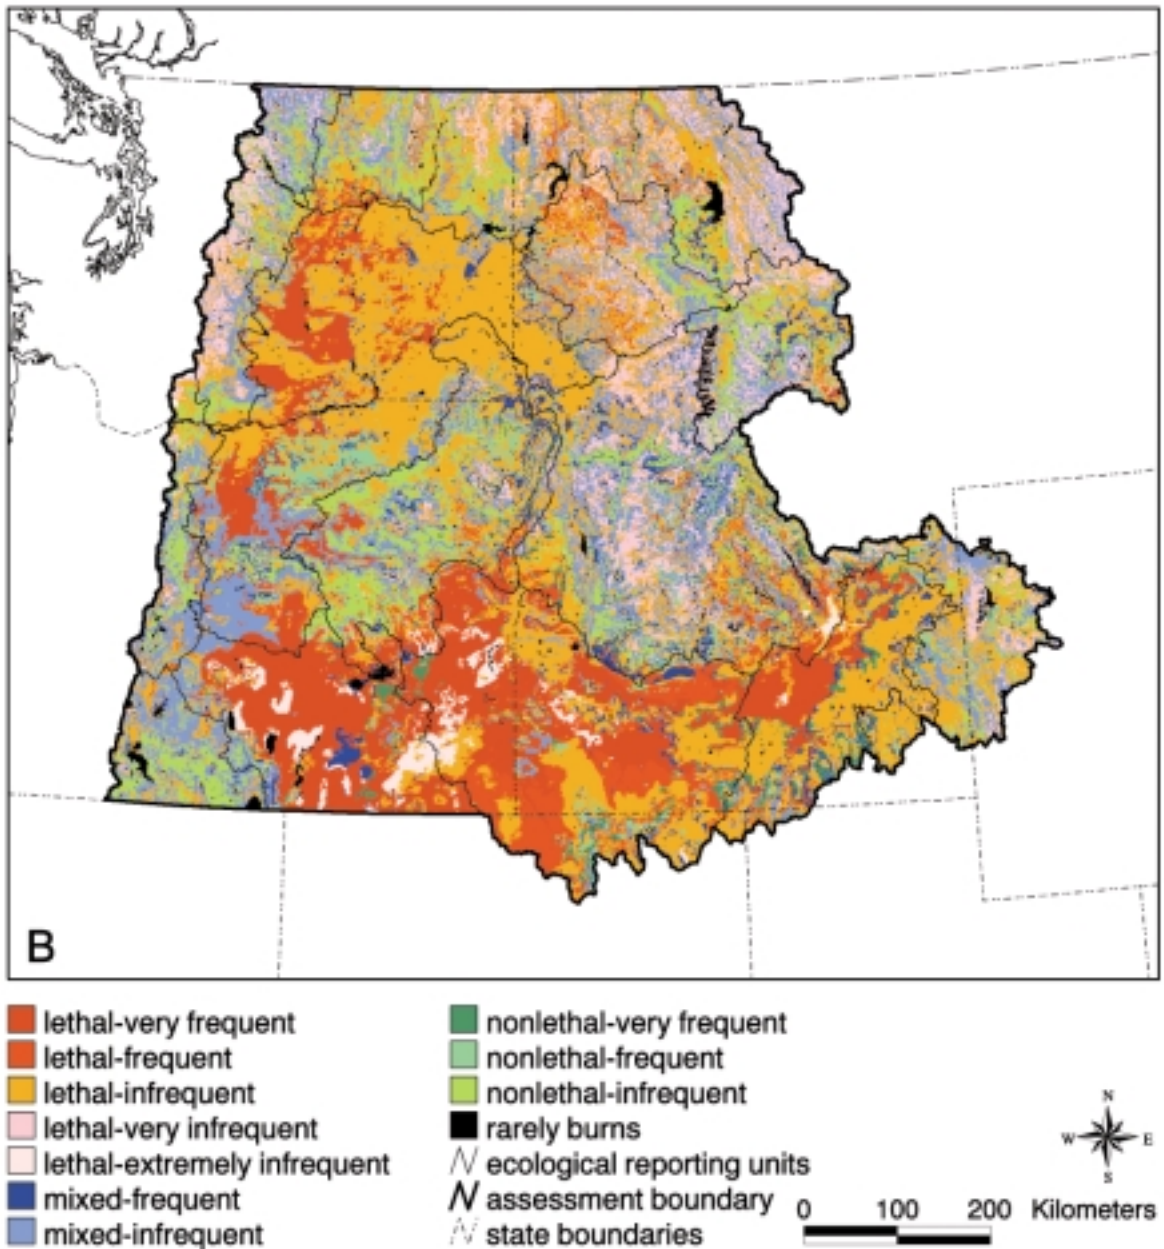 B
lethal-very frequent
lethal-frequent
lethal-infrequent
lethal-very infrequent
lethal-extremely infrequent
mixed-frequent
mixed-infrequent
nonlethal-very frequent
nonlethal-frequent
nonlethal-infrequent
rarely burns
ecological reporting units
assessment boundary
state boundaries
N
W E
S
0 100 200 Kilometers